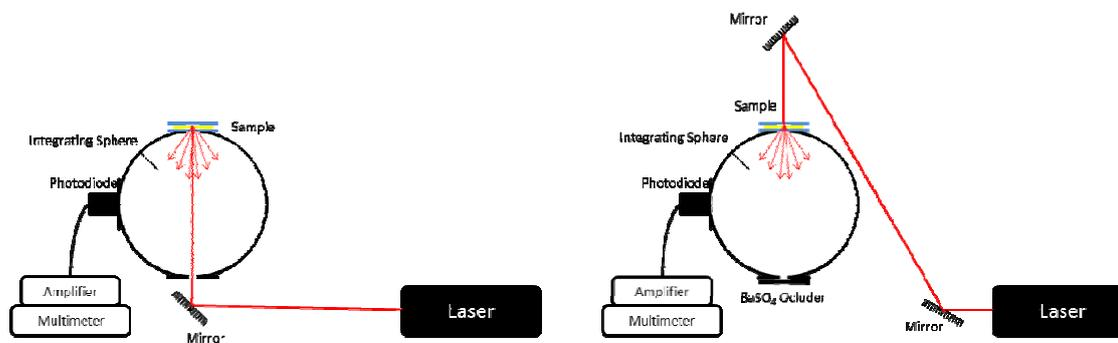 Sample
Integrating Sphere
Photodiode
Amplifier
Multimeter
Mirror
Laser
Mirror
Sample
Integrating Sphere
Photodiode
Amplifier
Multimeter
BaSO4 Ocluder
Mirror
Laser